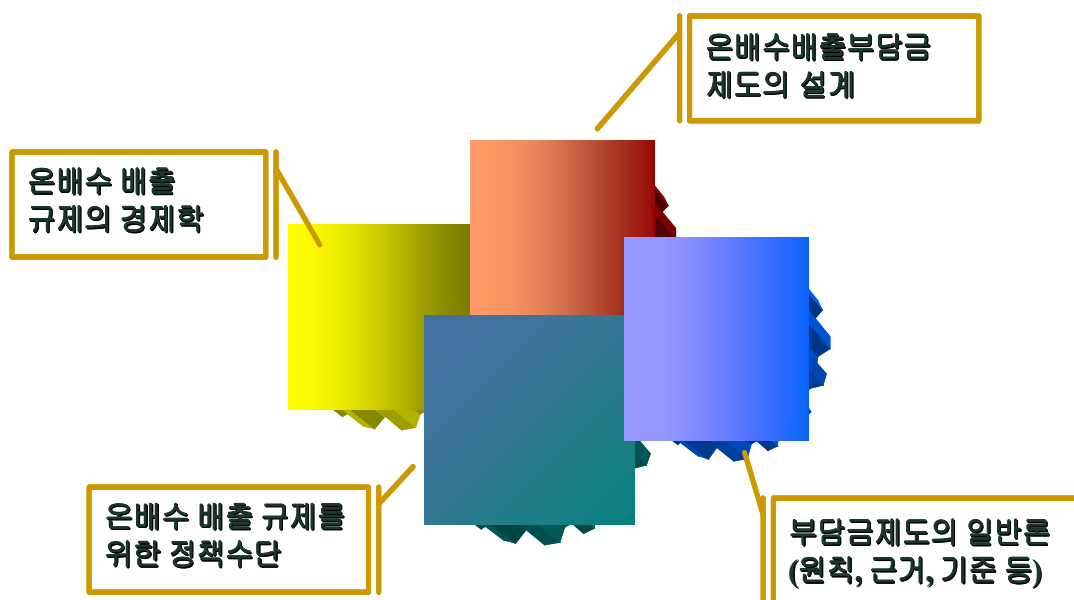 온배수배출부담금
제도의 설계
온배수 배출
규제의 경제학
온배수 배출 규제를
위한 정책수단
부담금제도의 일반론
(원칙, 근거, 기준 등)